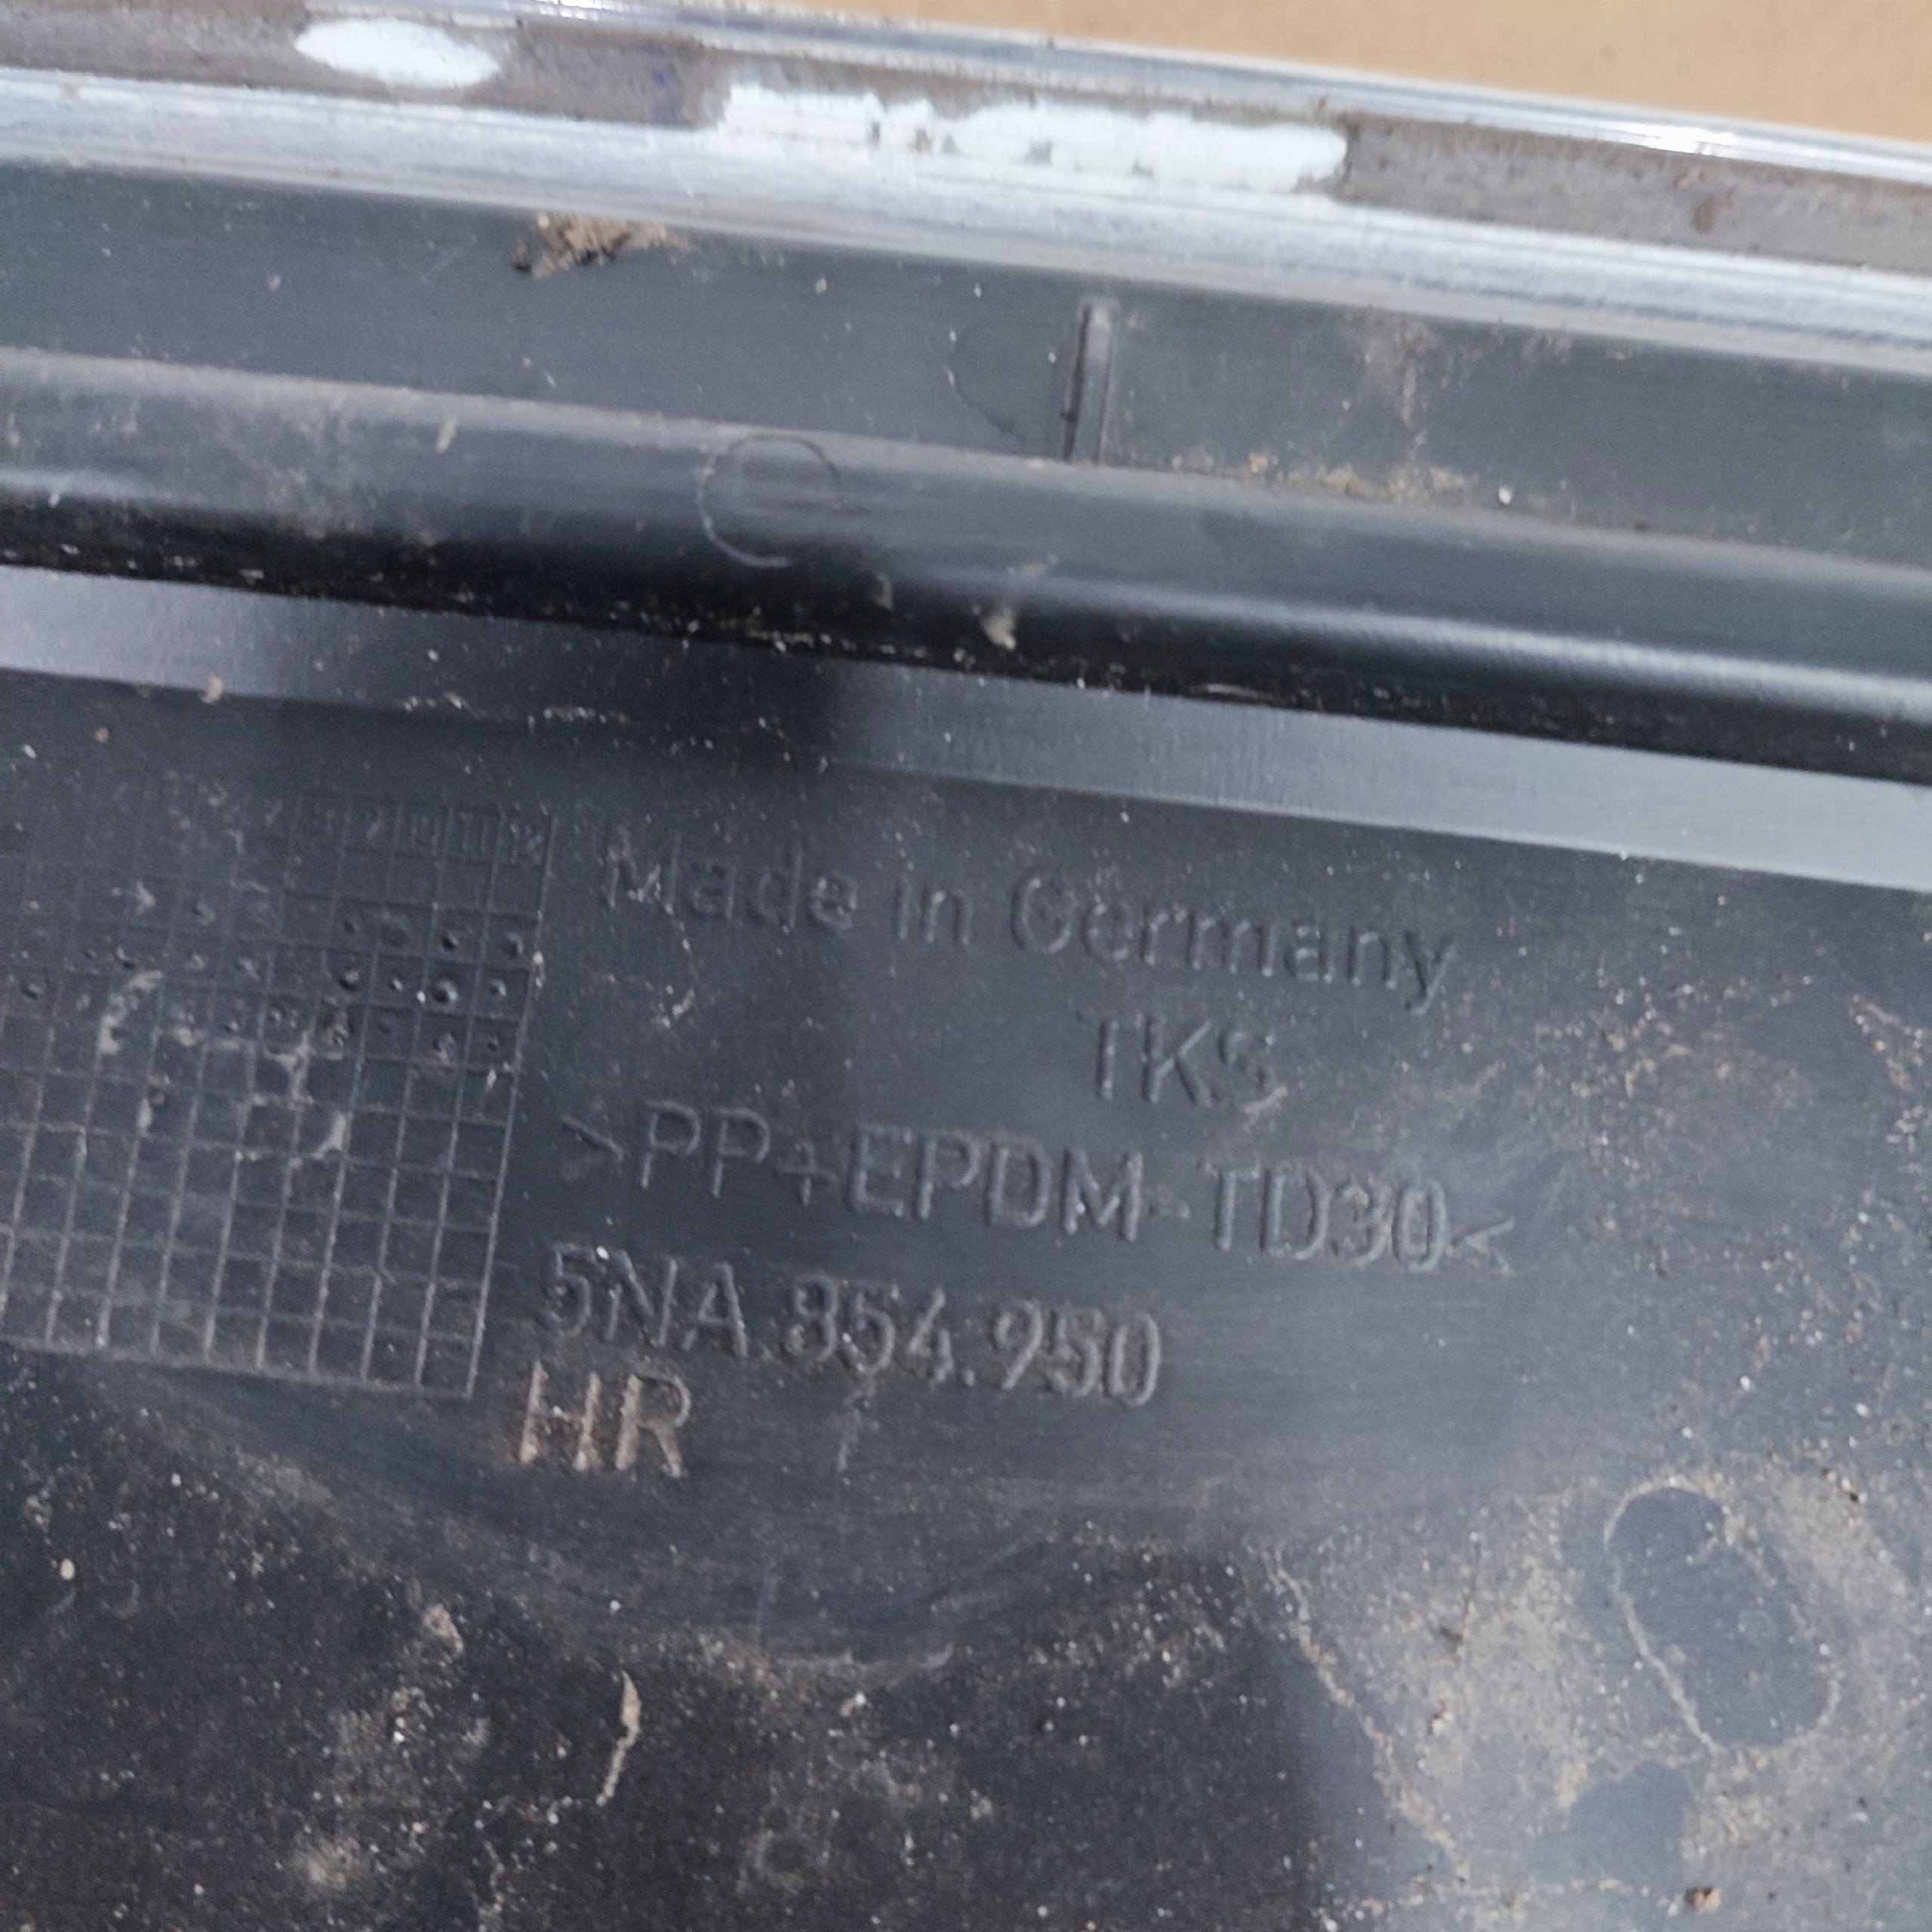 Made in Germany
TKS
>PP+EPDM-TD30<
5NA.854.950
HR